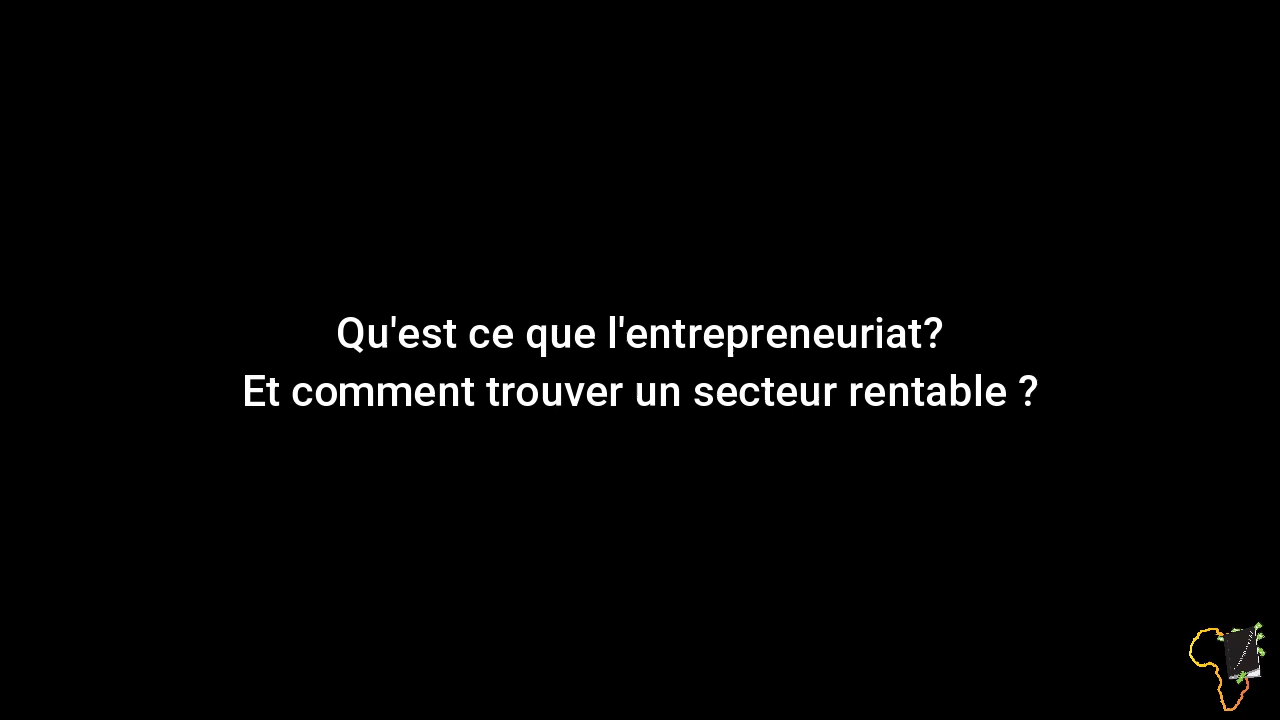 Qu'est ce que l'entrepreneuriat?
Et comment trouver un secteur rentable ?